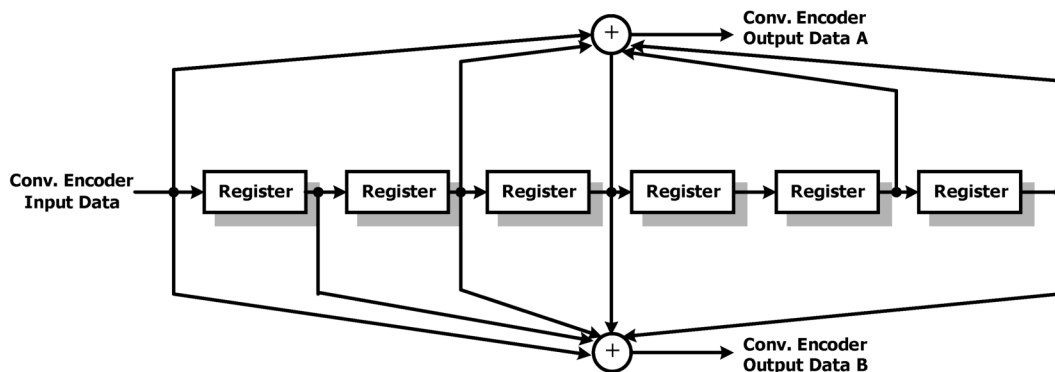 Conv. Encoder
Output Data A
+
Conv. Encoder
Input Data
Register
Register
Register
Register
Register
Register
+
Conv. Encoder
Output Data B